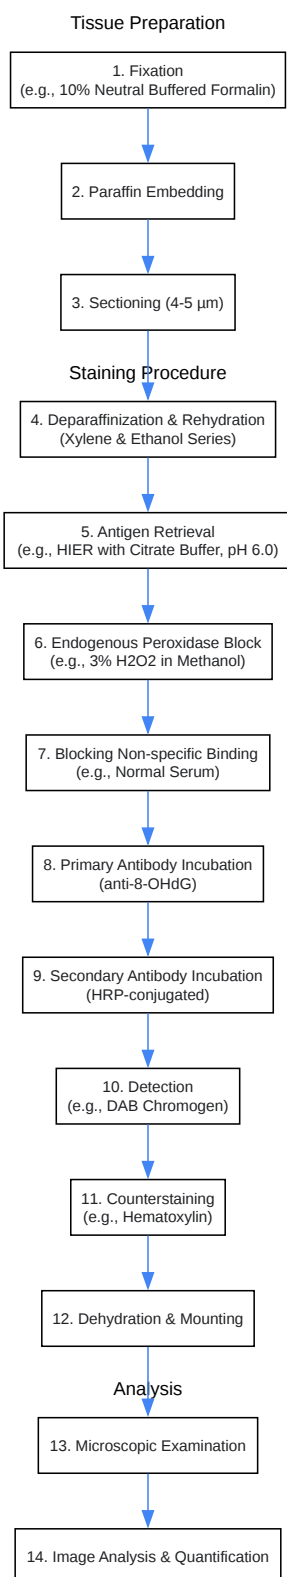 Tissue Preparation
1. Fixation
(e.g., 10% Neutral Buffered Formalin)
2. Paraffin Embedding
3. Sectioning (4-5 µm)
Staining Procedure
4. Deparaffinization & Rehydration
(Xylene & Ethanol Series)
5. Antigen Retrieval
(e.g., HIER with Citrate Buffer, pH 6.0)
6. Endogenous Peroxidase Block
(e.g., 3% H2O2 in Methanol)
7. Blocking Non-specific Binding
(e.g., Normal Serum)
8. Primary Antibody Incubation
(anti-8-OHdG)
9. Secondary Antibody Incubation
(HRP-conjugated)
10. Detection
(e.g., DAB Chromogen)
11. Counterstaining
(e.g., Hematoxylin)
12. Dehydration & Mounting
Analysis
13. Microscopic Examination
14. Image Analysis & Quantification